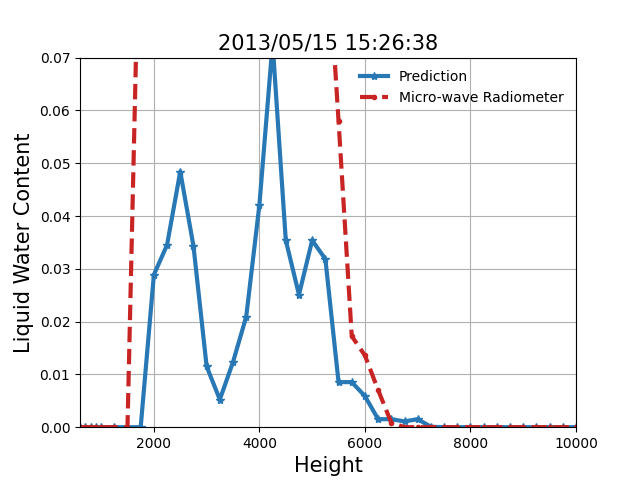 2013/05/15 15:26:38
Prediction
Micro-wave Radiometer
Liquid Water Content
0.07
0.06
0.05
0.04
0.03
0.02
0.01
0.00
2000 4000 6000 8000 10000
Height